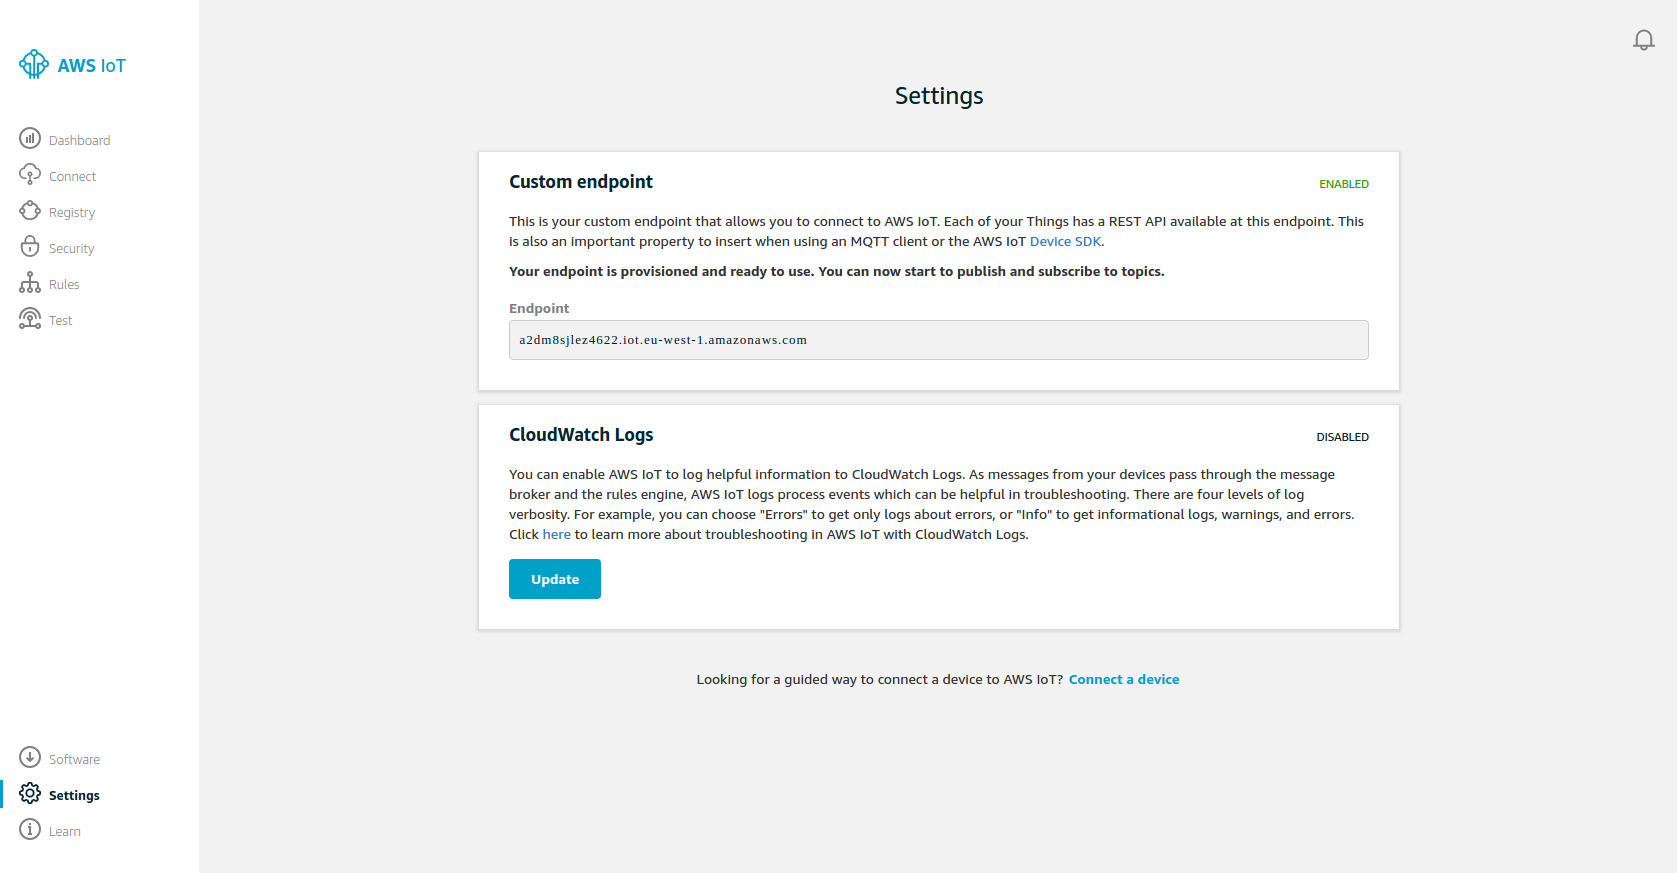 AWS IoT
Dashboard
Connect
Registry
Security
Rules
Test
Software
Settings
Learn
Settings
Custom endpoint
ENABLED
This is your custom endpoint that allows you to connect to AWS IoT. Each of your Things has a REST API available at this endpoint. This
is also an important property to insert when using an MQTT client or the AWS IoT Device SDK.
Your endpoint is provisioned and ready to use. You can now start to publish and subscribe to topics.
Endpoint
a2dm8sjlez4622.iot.eu-west-1.amazonaws.com
CloudWatch Logs
DISABLED
You can enable AWS IoT to log helpful information to CloudWatch Logs. As messages from your devices pass through the message
broker and the rules engine, AWS IoT logs process events which can be helpful in troubleshooting. There are four levels of log
verbosity. For example, you can choose "Errors" to get only logs about errors, or "Info" to get informational logs, warnings, and errors.
Click here to learn more about troubleshooting in AWS IoT with CloudWatch Logs.
Update
Looking for a guided way to connect a device to AWS IoT? Connect a device